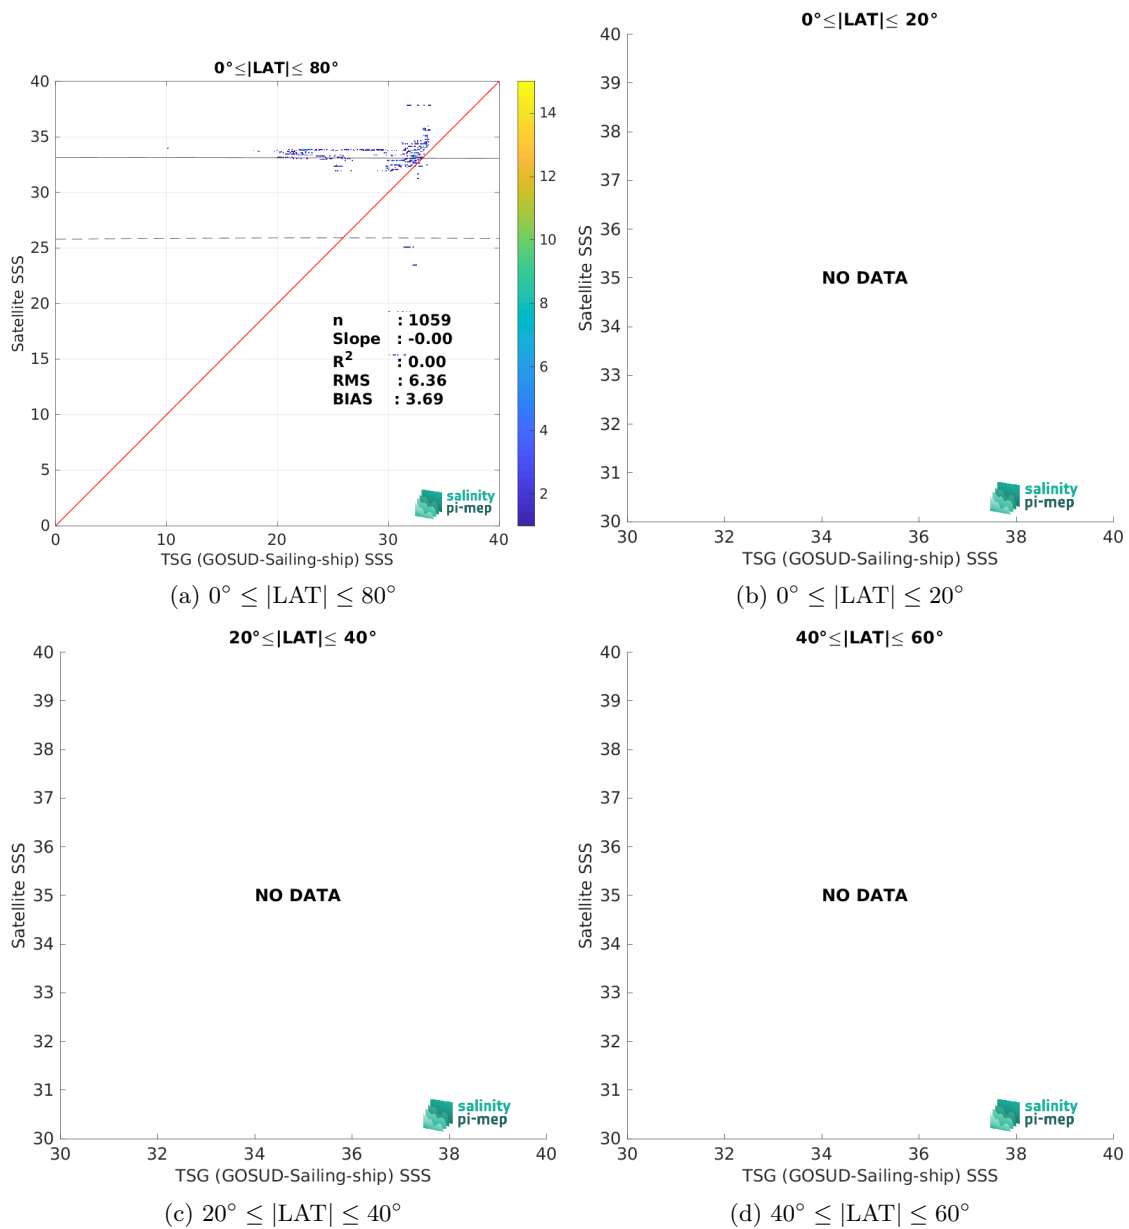 0°≤|LAT|≤ 80°
40
35
30
25
20
15
10
5
0
0
10
20
30
40
Satellite SSS
TSG (GOSUD-Sailing-ship) SSS
14
12
10
8
6
4
2
n : 1059
Slope : -0.00
R² : 0.00
RMS : 6.36
BIAS : 3.69
salinity
pi-mep
(a) 0° ≤ |LAT| ≤ 80°
0°≤|LAT|≤ 20°
40
39
38
37
36
35
34
33
32
31
30
30
32
34
36
38
40
Satellite SSS
NO DATA
TSG (GOSUD-Sailing-ship) SSS
salinity
pi-mep
(b) 0° ≤ |LAT| ≤ 20°
20°≤|LAT|≤ 40°
40
39
38
37
36
35
34
33
32
31
30
30
32
34
36
38
40
Satellite SSS
NO DATA
TSG (GOSUD-Sailing-ship) SSS
salinity
pi-mep
(c) 20° ≤ |LAT| ≤ 40°
40°≤|LAT|≤ 60°
40
39
38
37
36
35
34
33
32
31
30
30
32
34
36
38
40
Satellite SSS
NO DATA
TSG (GOSUD-Sailing-ship) SSS
salinity
pi-mep
(d) 40° ≤ |LAT| ≤ 60°